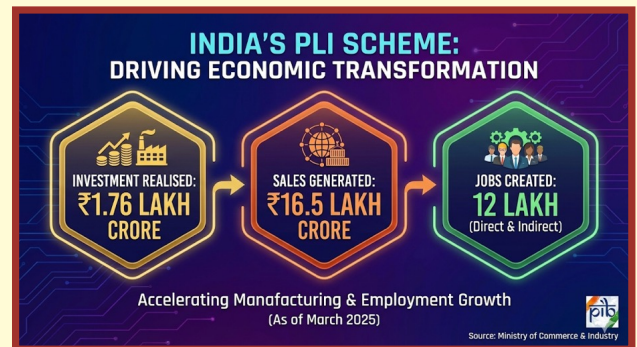 INDIA'S PLI SCHEME:
DRIVING ECONOMIC TRANSFORMATION
INVESTMENT REALISED:
₹1.76 LAKH
CRORE
SALES GENERATED:
₹16.5 LAKH
CRORE
JOBS CREATED:
12 LAKH
(Direct & Indirect)
Accelerating Manafacturing & Employment Growth
(As of March 2025)
pib
Source: Ministry of Commerce & Industry